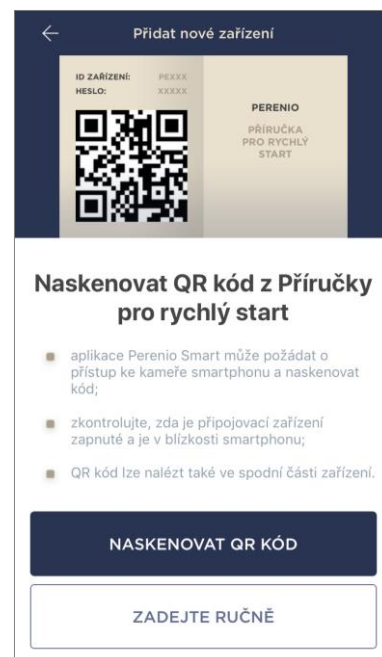 Přidat nové zařízení
ID ZAŘÍZENÍ: PEXXX
HESLO: XXXXX
PERENIO
PŘÍRUČKA
PRO RYCHLÝ
START
Naskenovat QR kód z Příručky
pro rychlý start
aplikace Perenio Smart může požádat o
přístup ke kameře smartphonu a naskenovat
kód;
zkontrolujte, zda je připojovací zařízení
zapnuté a je v blízkosti smartphonu;
QR kód lze nalézt také ve spodní části zařízení.
NASKENOVAT QR KÓD
ZADEJTE RUČNĚ